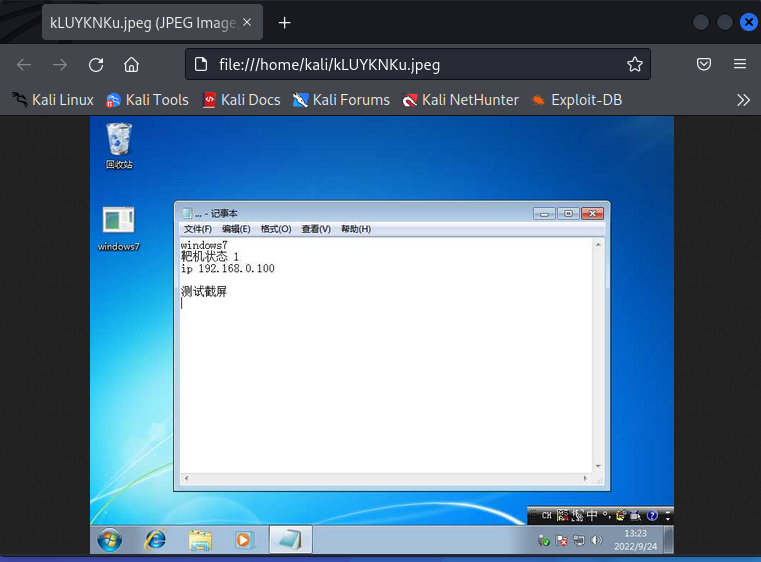 kLUYKNKu.jpeg (JPEG Image
file:///home/kali/kLUYKNKu.jpeg
Kali Linux
Kali Tools
Kali Docs
Kali Forums
Kali NetHunter
Exploit-DB
回收站
windows7
... - 记事本
文件(F) 编辑(E) 格式(O) 查看(V) 帮助(H)
windows7
靶机状态 1
ip 192.168.0.100
测试截屏
CH 中
13:23
2022/9/24